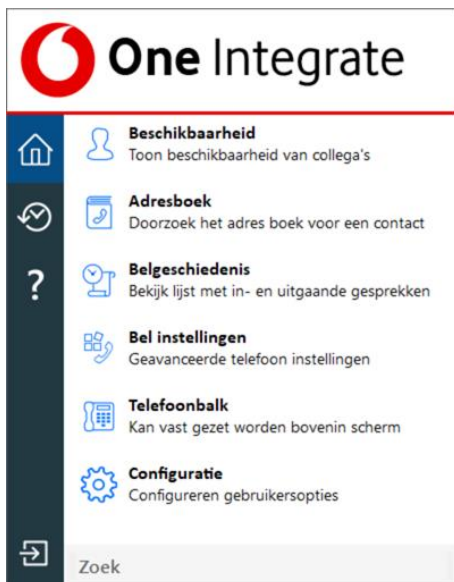 One Integrate
Beschikbaarheid
Toon beschikbaarheid van collega's
Adresboek
Doorzoek het adres boek voor een contact
Belgeschiedenis
Bekijk lijst met in- en uitgaande gesprekken
Bel instellingen
Geavanceerde telefoon instellingen
?
Telefoonbalk
Kan vast gezet worden bovenin scherm
Configuratie
Configureren gebruikersopties
Zoek